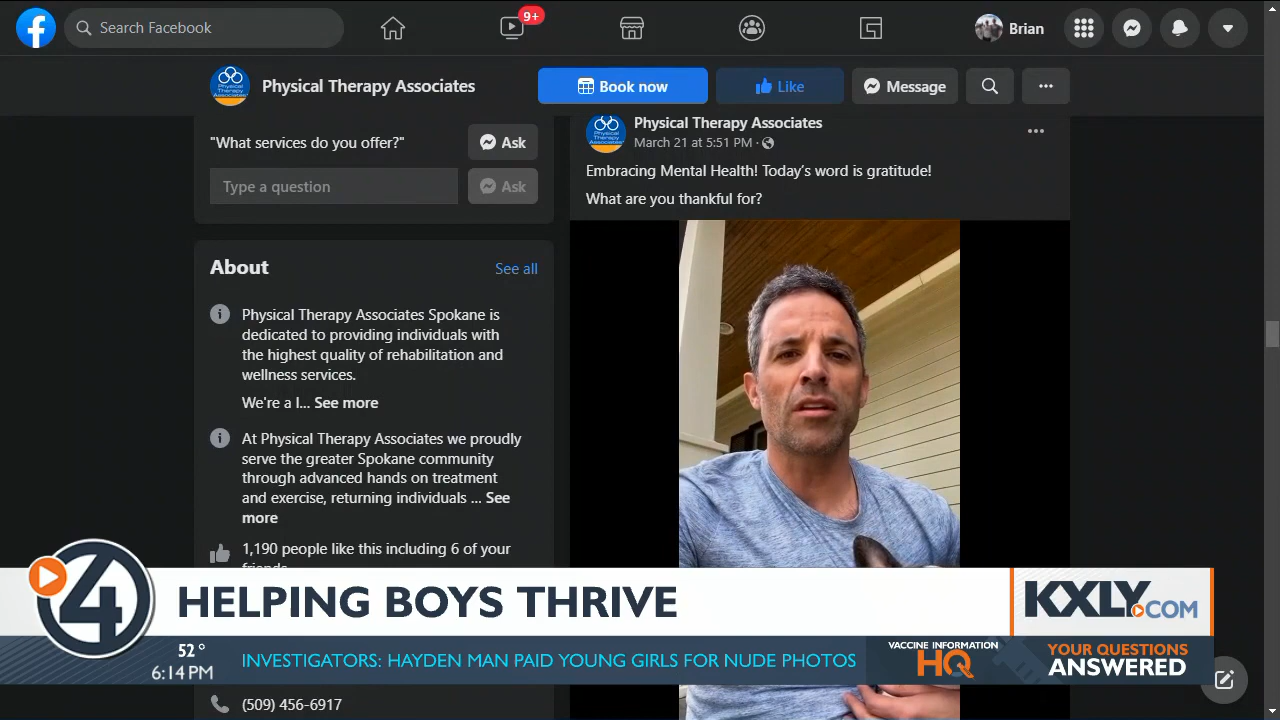 Search Facebook
9+
Brian
Physical Therapy Associates
Book now
Like
Message
"What services do you offer?"
Ask
Type a question
Ask
About
See all
Physical Therapy Associates Spokane is
dedicated to providing individuals with
the highest quality of rehabilitation and
wellness services.
We're a l... See more
At Physical Therapy Associates we proudly
serve the greater Spokane community
through advanced hands on treatment
and exercise, returning individuals ... See
more
1,190 people like this including 6 of your
friends
(509) 456-6917
Physical Therapy Associates
March 21 at 5:51 PM ·
Embracing Mental Health! Today's word is gratitude!
What are you thankful for?
4
HELPING BOYS THRIVE
KXLY.COM
52°
6:14 PM
INVESTIGATORS: HAYDEN MAN PAID YOUNG GIRLS FOR NUDE PHOTOS
VACCINE INFORMATION
HQ
YOUR QUESTIONS
ANSWERED